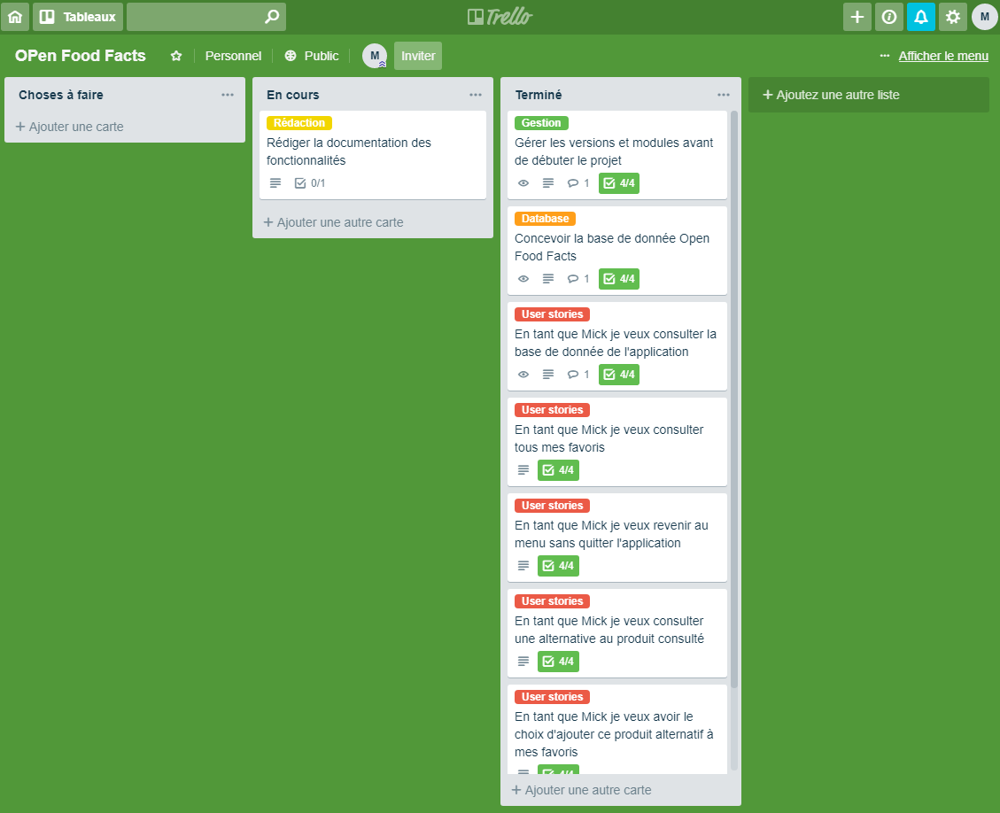 Tableaux
Trello
M
OPen Food Facts
Personnel
Public
M
Inviter
Afficher le menu
Choses à faire
Ajouter une carte
En cours
Rédaction
Rédiger la documentation des
fonctionnalités
0/1
Ajouter une autre carte
Terminé
Gestion
Gérer les versions et modules avant
de débuter le projet
1 4/4
Database
Concevoir la base de donnée Open
Food Facts
1 4/4
User stories
En tant que Mick je veux consulter la
base de donnée de l'application
1 4/4
User stories
En tant que Mick je veux consulter
tous mes favoris
4/4
User stories
En tant que Mick je veux revenir au
menu sans quitter l'application
4/4
User stories
En tant que Mick je veux consulter
une alternative au produit consulté
4/4
User stories
En tant que Mick je veux avoir le
choix d'ajouter ce produit alternatif à
mes favoris
4/4
Ajouter une autre carte
Ajoutez une autre liste